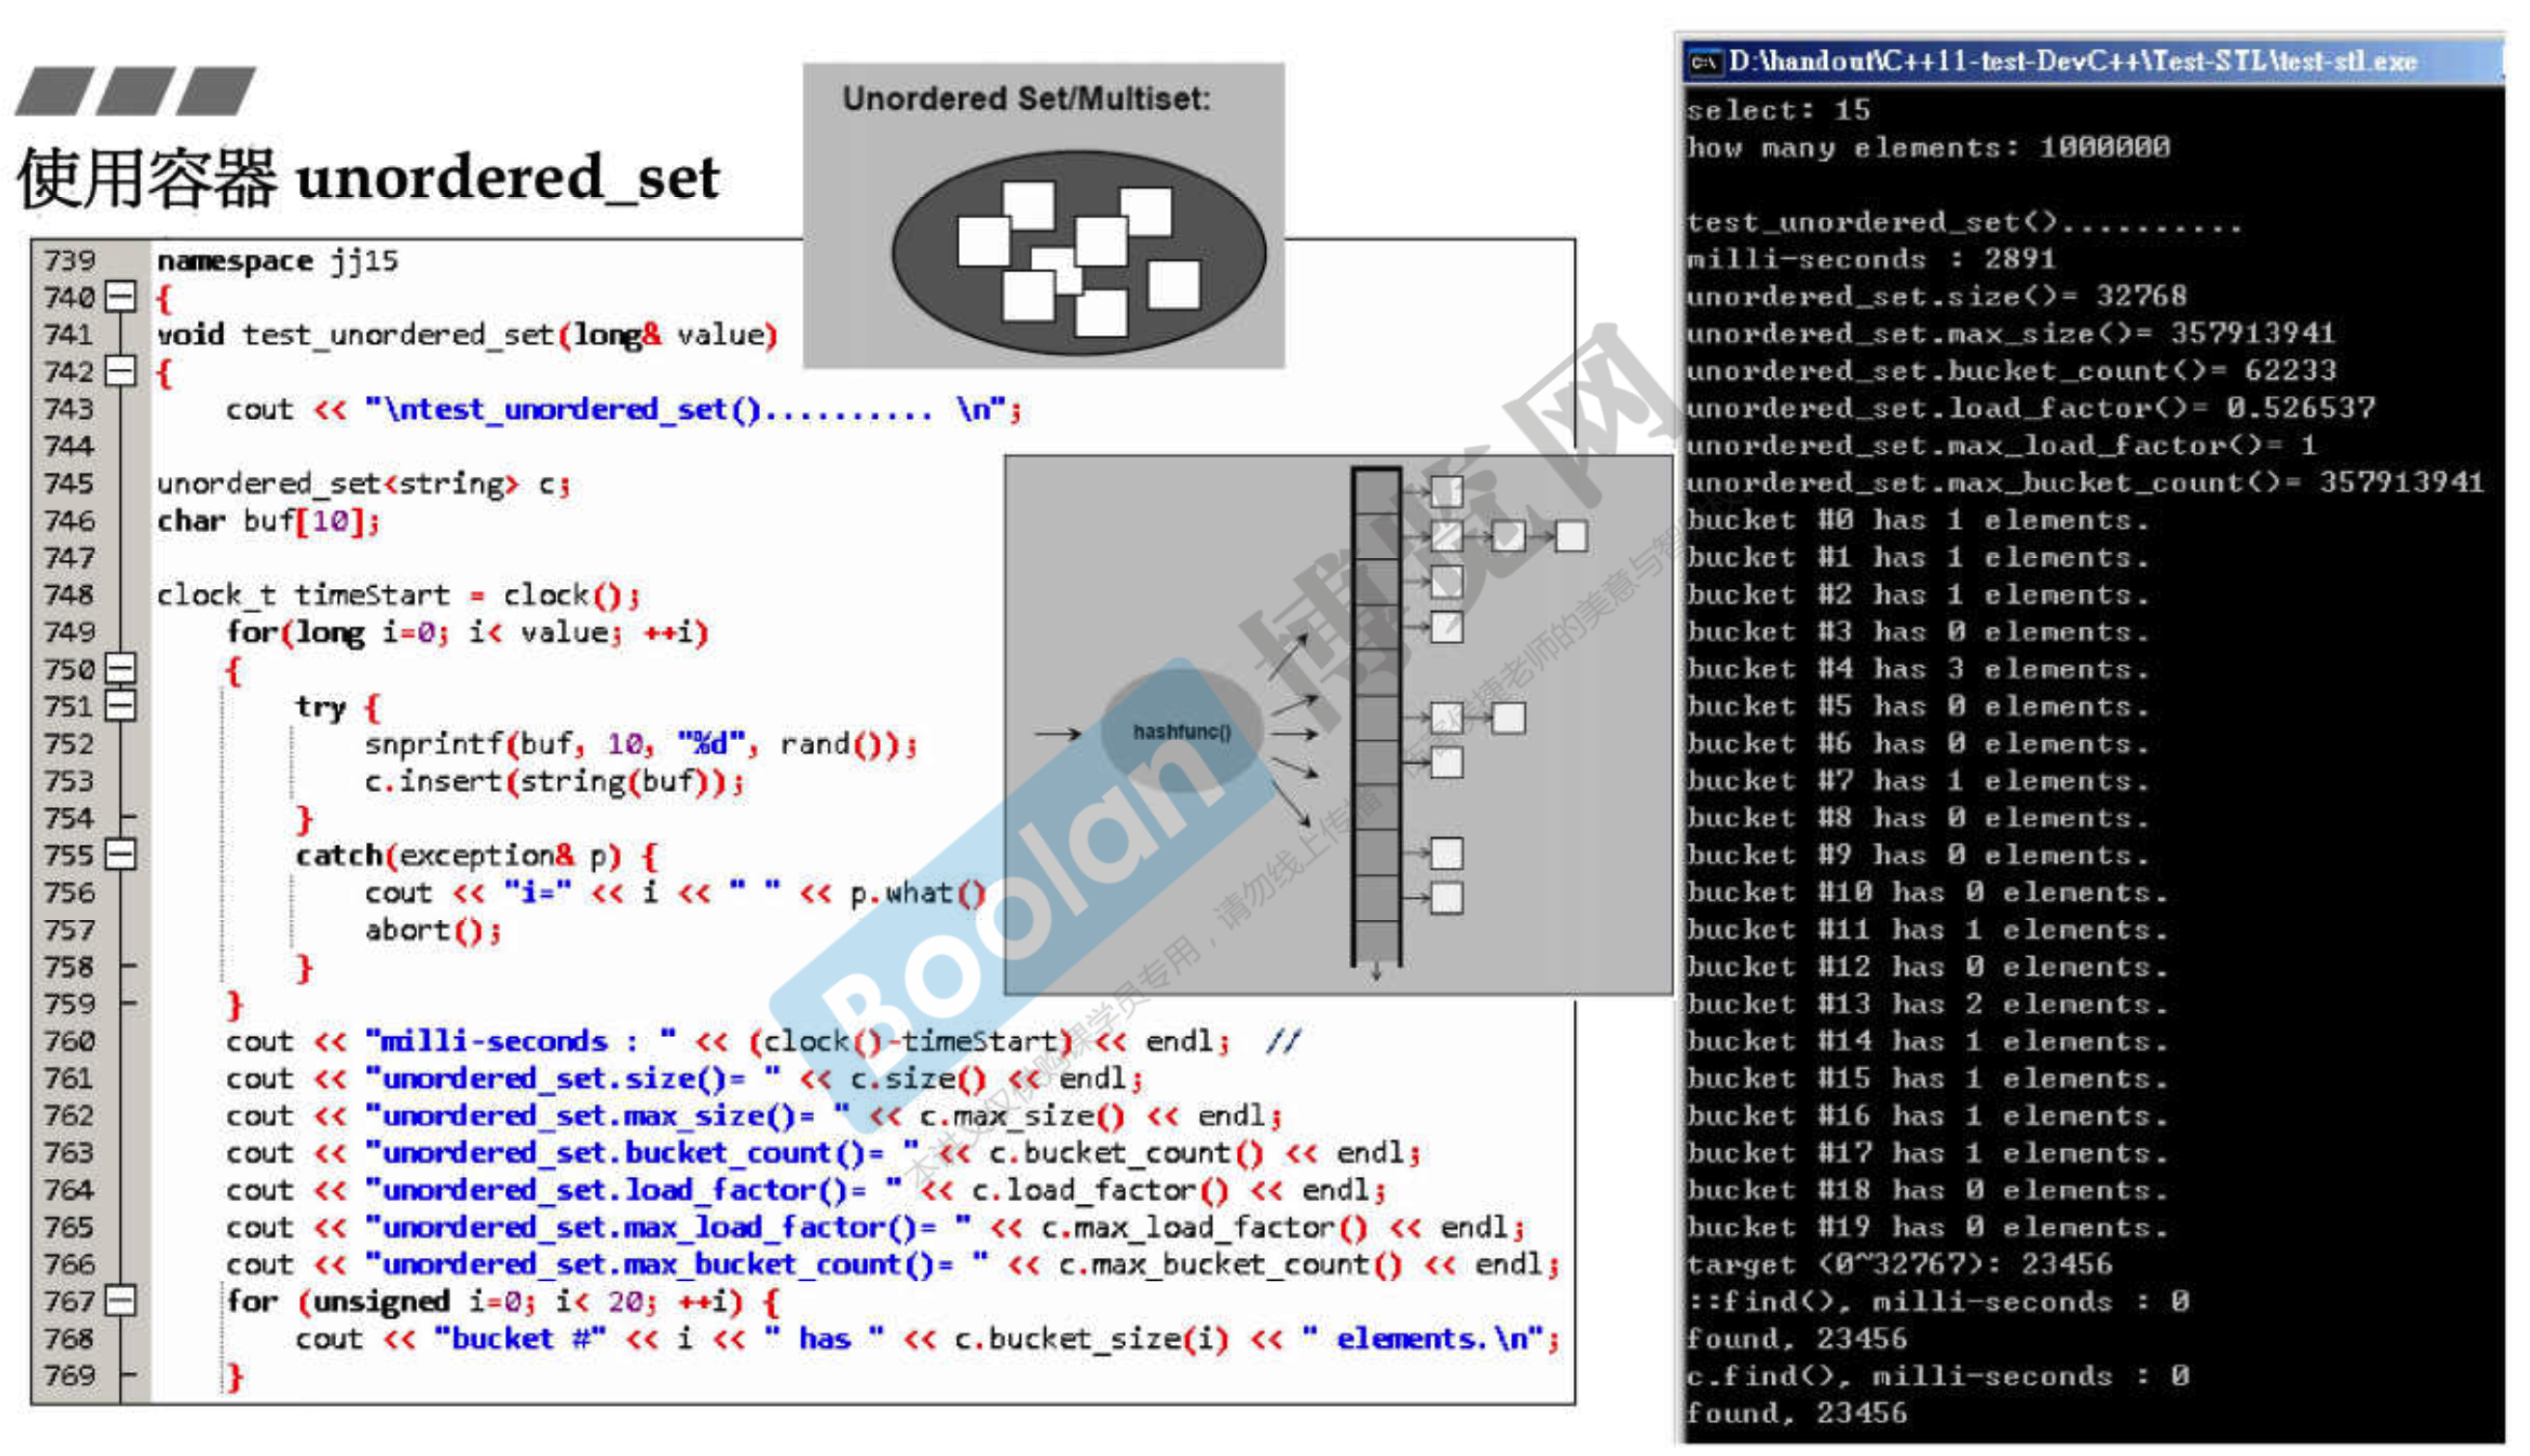 使用容器 unordered_set
Unordered Set/Multiset:
739 namespace jj15
740 {
741 void test_unordered_set(long& value)
742 {
743 cout << "\ntest_unordered_set().......... \n";
744
745 unordered_set<string> c;
746 char buf[10];
747
748 clock_t timeStart = clock();
749 for(long i=0; i< value; ++i)
750 {
751 try {
752 snprintf(buf, 10, "%d", rand());
753 c.insert(string(buf));
754 }
755 catch(exception& p) {
756 cout << "i=" << i << " " << p.what()
757 abort();
758 }
759 }
760 cout << "milli-seconds : " << (clock()-timeStart) << endl; //
761 cout << "unordered_set.size()= " << c.size() << endl;
762 cout << "unordered_set.max_size()= " << c.max_size() << endl;
763 cout << "unordered_set.bucket_count()= " << c.bucket_count() << endl;
764 cout << "unordered_set.load_factor()= " << c.load_factor() << endl;
765 cout << "unordered_set.max_load_factor()= " << c.max_load_factor() << endl;
766 cout << "unordered_set.max_bucket_count()= " << c.max_bucket_count() << endl;
767 for (unsigned i=0; i< 20; ++i) {
768 cout << "bucket #" << i << " has " << c.bucket_size(i) << " elements.\n";
769 }
hashfunc()
Boolan 博览网
本讲义仅供购课学员专用，请勿线上传播
D:\handout\C++11-test-DevC++\Test-STL\test-stl.exe
select: 15
how many elements: 1000000
test_unordered_set()..........
milli-seconds : 2891
unordered_set.size()= 32768
unordered_set.max_size()= 357913941
unordered_set.bucket_count()= 62233
unordered_set.load_factor()= 0.526537
unordered_set.max_load_factor()= 1
unordered_set.max_bucket_count()= 357913941
bucket #0 has 1 elements.
bucket #1 has 1 elements.
bucket #2 has 1 elements.
bucket #3 has 0 elements.
bucket #4 has 3 elements.
bucket #5 has 0 elements.
bucket #6 has 0 elements.
bucket #7 has 1 elements.
bucket #8 has 0 elements.
bucket #9 has 0 elements.
bucket #10 has 0 elements.
bucket #11 has 1 elements.
bucket #12 has 0 elements.
bucket #13 has 2 elements.
bucket #14 has 1 elements.
bucket #15 has 1 elements.
bucket #16 has 1 elements.
bucket #17 has 1 elements.
bucket #18 has 0 elements.
bucket #19 has 0 elements.
target (0~32767): 23456
::find(), milli-seconds : 0
found, 23456
c.find(), milli-seconds : 0
found, 23456